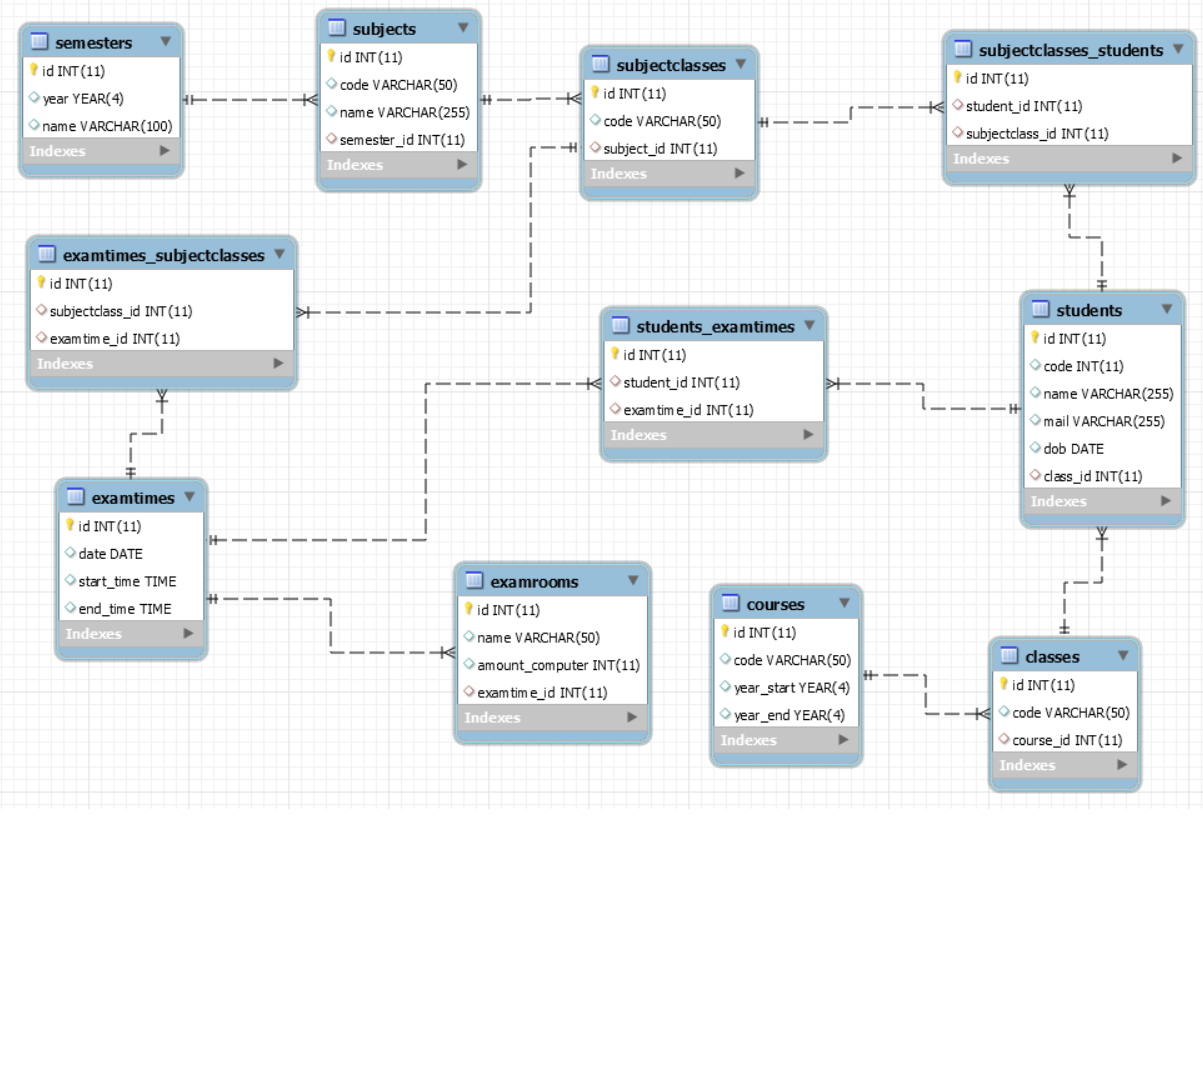 semesters
id INT(11)
year YEAR(4)
name VARCHAR(100)
Indexes
subjects
id INT(11)
code VARCHAR(50)
name VARCHAR(255)
semester_id INT(11)
Indexes
subjectclasses
id INT(11)
code VARCHAR(50)
subject_id INT(11)
Indexes
subjectclasses_students
id INT(11)
student_id INT(11)
subjectclass_id INT(11)
Indexes
examtimes_subjectclasses
id INT(11)
subjectclass_id INT(11)
examtime_id INT(11)
Indexes
students_examtimes
id INT(11)
student_id INT(11)
examtime_id INT(11)
Indexes
students
id INT(11)
code INT(11)
name VARCHAR(255)
mail VARCHAR(255)
dob DATE
class_id INT(11)
Indexes
examtimes
id INT(11)
date DATE
start_time TIME
end_time TIME
Indexes
examrooms
id INT(11)
name VARCHAR(50)
amount_computer INT(11)
examtime_id INT(11)
Indexes
courses
id INT(11)
code VARCHAR(50)
year_start YEAR(4)
year_end YEAR(4)
Indexes
classes
id INT(11)
code VARCHAR(50)
course_id INT(11)
Indexes